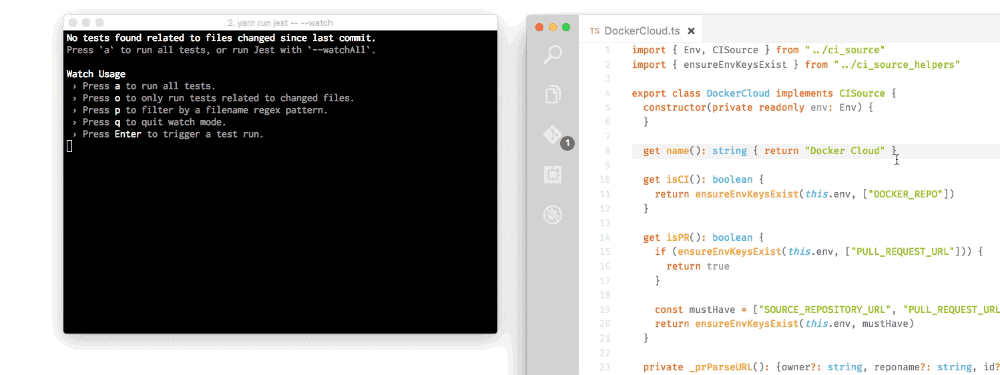 2. yarn run jest -- --watch
No tests found related to files changed since last commit.
Press `a` to run all tests, or run Jest with `--watchAll`.
Watch Usage
› Press a to run all tests.
› Press o to only run tests related to changed files.
› Press p to filter by a filename regex pattern.
› Press q to quit watch mode.
› Press Enter to trigger a test run.
TS DockerCloud.ts ×
1
1 import { Env, CISource } from "../ci_source"
2 import { ensureEnvKeysExist } from "../ci_source_helpers"
3
4 export class DockerCloud implements CISource {
5 constructor(private readonly env: Env) {
6 }
7
8 get name(): string { return "Docker Cloud" }
9
10 get isCI(): boolean {
11 return ensureEnvKeysExist(this.env, ["DOCKER_REPO"])
12 }
13
14 get isPR(): boolean {
15 if (ensureEnvKeysExist(this.env, ["PULL_REQUEST_URL"])) {
16 return true
17 }
18
19 const mustHave = ["SOURCE_REPOSITORY_URL", "PULL_REQUEST_URL
20 return ensureEnvKeysExist(this.env, mustHave)
21 }
22
23 private _prParseURL(): {owner?: string, reponame?: string, id?